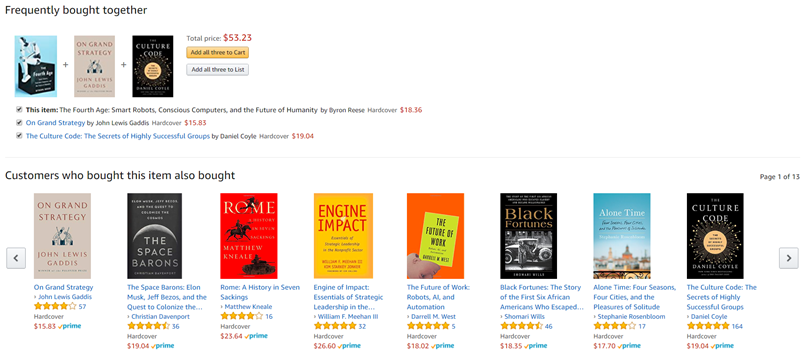 Frequently bought together
Total price: $53.23
Add all three to Cart
Add all three to List
The Fourth Age
ON GRAND
STRATEGY
JOHN LEWIS
GADDIS
THE
CULTURE
CODE
DANIEL COYLE
This item: The Fourth Age: Smart Robots, Conscious Computers, and the Future of Humanity by Byron Reese Hardcover $18.36
On Grand Strategy by John Lewis Gaddis Hardcover $15.83
The Culture Code: The Secrets of Highly Successful Groups by Daniel Coyle Hardcover $19.04
Customers who bought this item also bought
Page 1 of 13
ON GRAND
STRATEGY
JOHN LEWIS
GADDIS
On Grand Strategy
› John Lewis Gaddis
57
Hardcover
$15.83 prime
ELON MUSK, JEFF BEZOS, AND
THE QUEST TO COLONIZE THE
COSMOS
THE
SPACE
BARONS
CHRISTIAN DAVENPORT
The Space Barons: Elon
Musk, Jeff Bezos, and the
Quest to Colonize the…
› Christian Davenport
36
Hardcover
$19.04 prime
ROME
A HISTORY
IN SEVEN
SACKINGS
MATTHEW
KNEALE
Rome: A History in Seven
Sackings
› Matthew Kneale
16
Hardcover
$23.64 prime
ENGINE
IMPACT
Essentials of
Strategic Leadership
in the Nonprofit Sector
WILLIAM F. MEEHAN III
KIM STARKEY JONKER
Engine of Impact:
Essentials of Strategic
Leadership in the…
› William F. Meehan III
32
Hardcover
$26.60 prime
THE
FUTURE
OF
WORK
DARRELL M. WEST
The Future of Work:
Robots, AI, and
Automation
› Darrell M. West
5
Hardcover
$18.02 prime
Black
Fortunes
SHOMARI WILLS
Black Fortunes: The Story
of the First Six African
Americans Who Escaped…
› Shomari Wills
46
Hardcover
$18.35 prime
Alone Time
Four Seasons, Four Cities,
and the Pleasures of Solitude
Stephanie Rosenbloom
Alone Time: Four Seasons,
Four Cities, and the
Pleasures of Solitude
› Stephanie Rosenbloom
17
Hardcover
$17.70 prime
THE
CULTURE
CODE
THE SECRETS OF
HIGHLY
SUCCESSFUL
GROUPS
DANIEL COYLE
The Culture Code: The
Secrets of Highly
Successful Groups
› Daniel Coyle
164
Hardcover
$19.04 prime